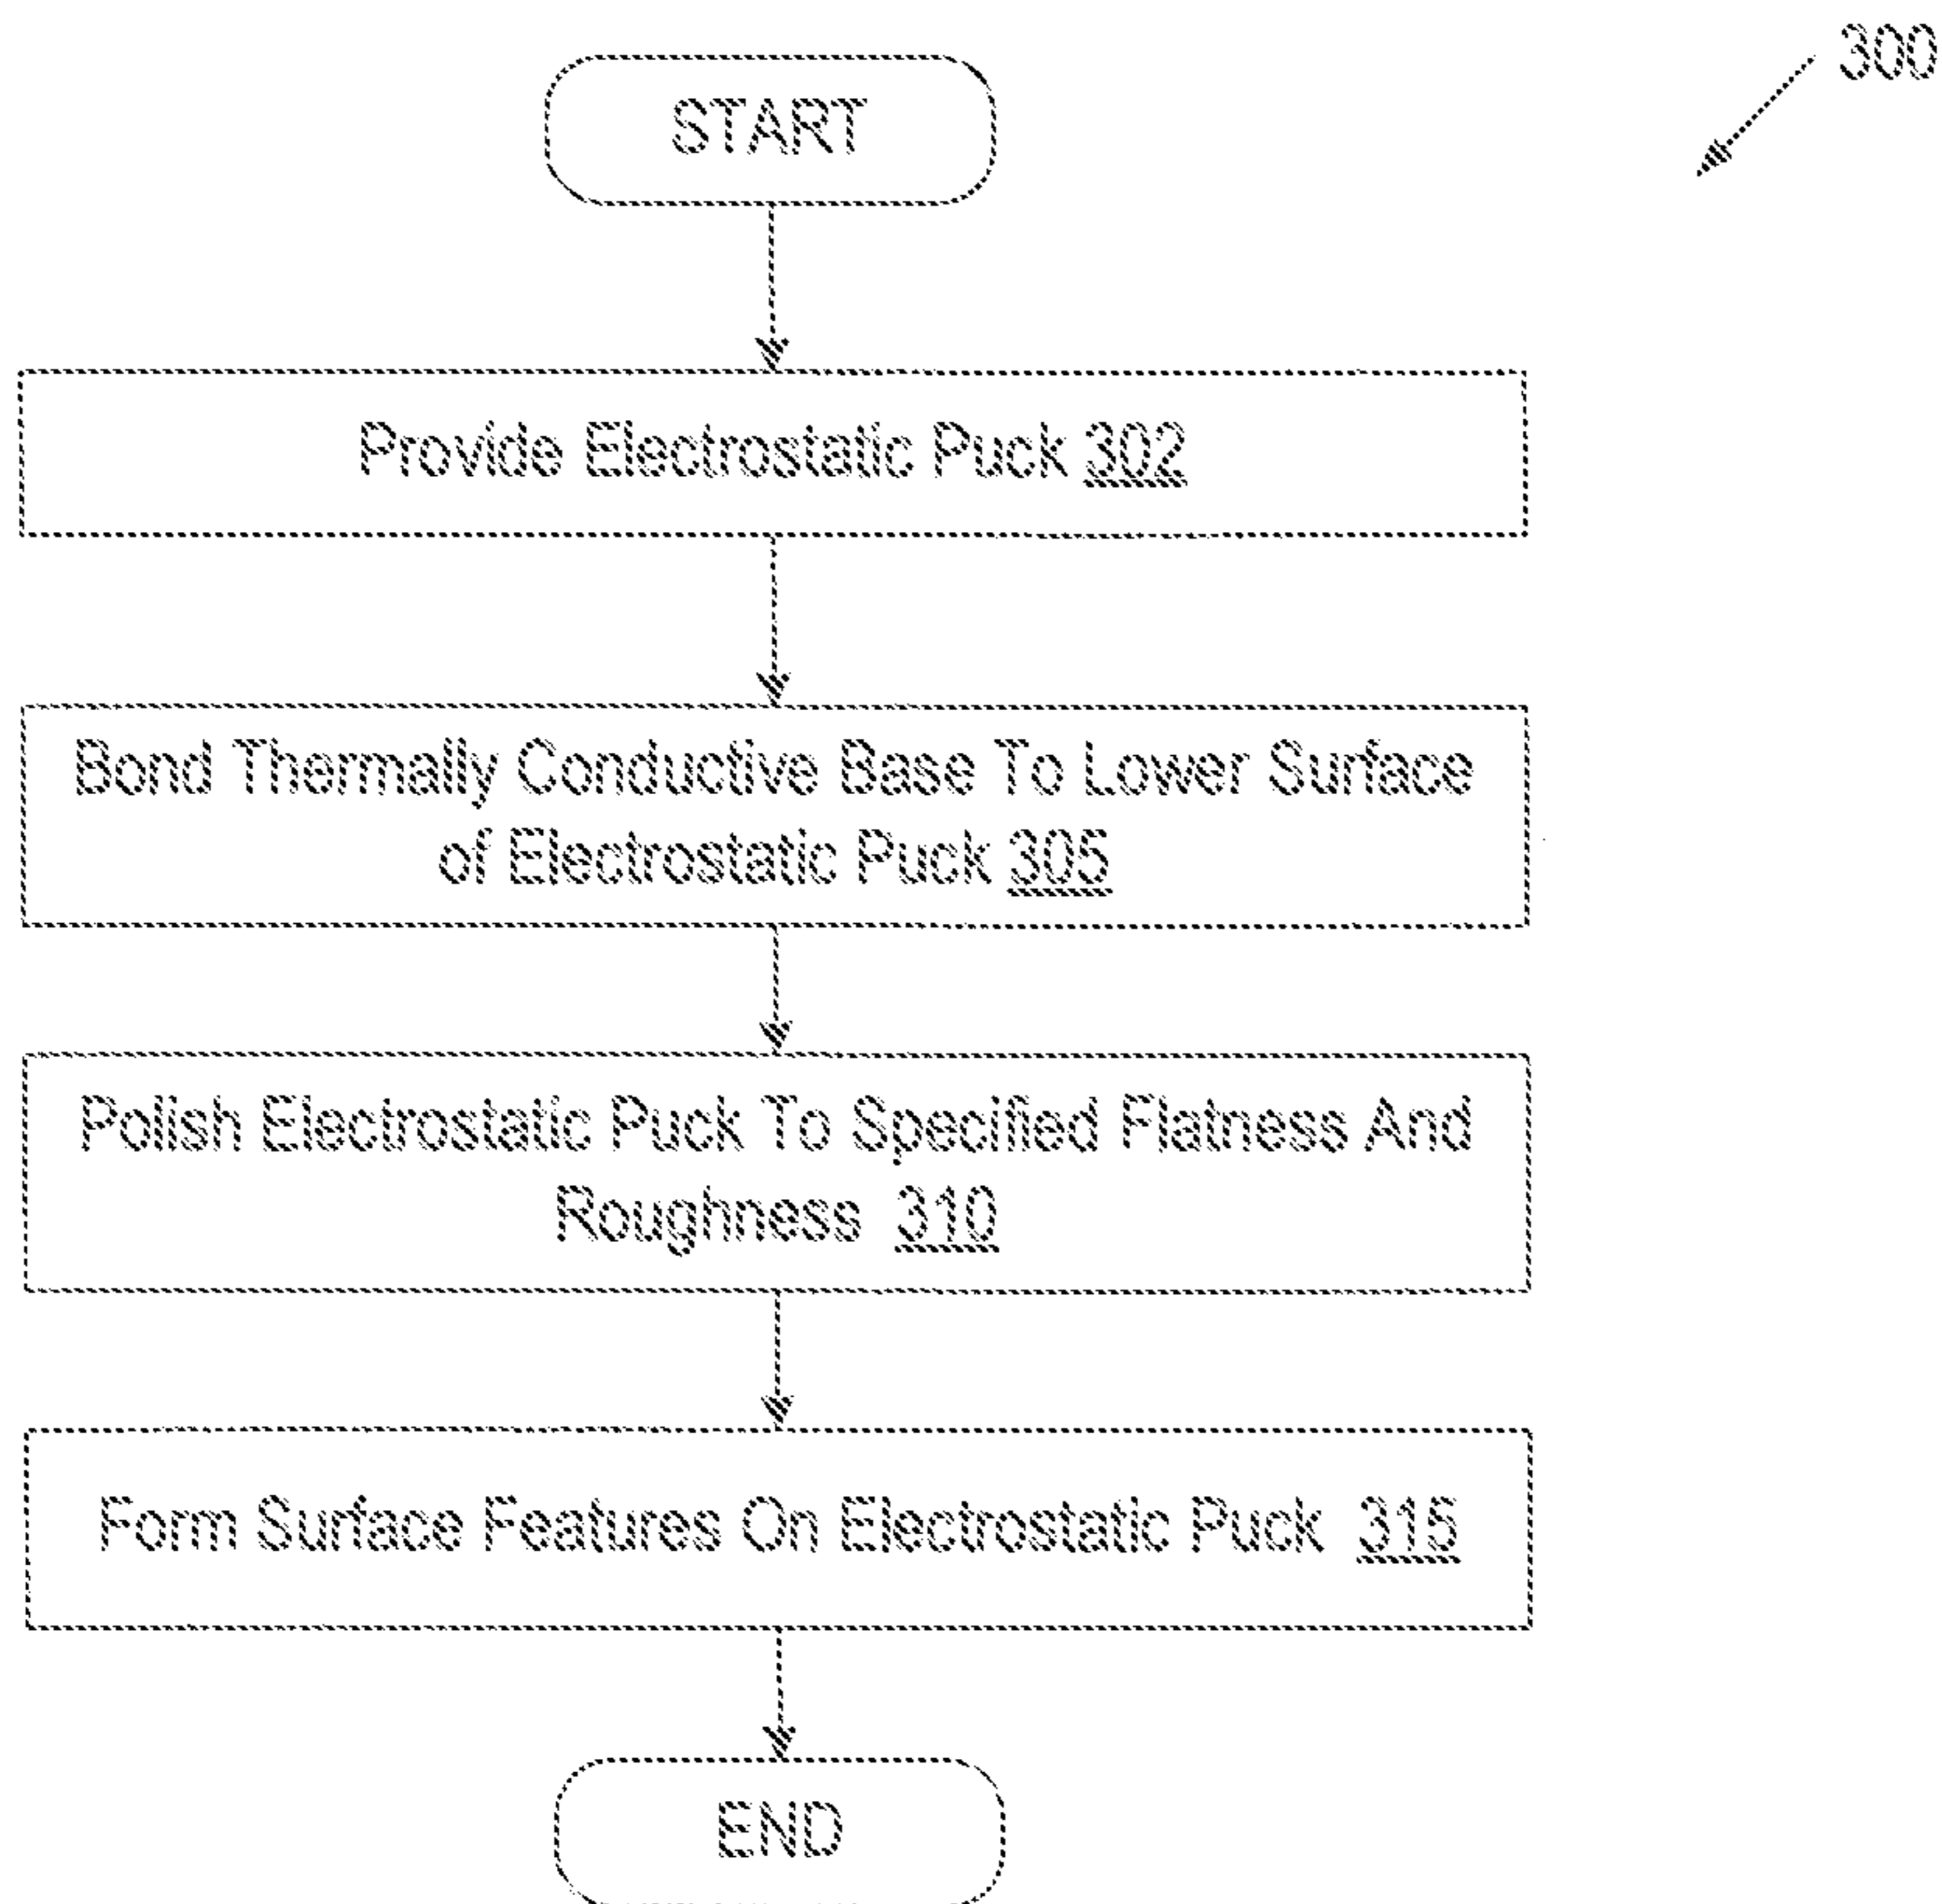 300
START
Provide Electrostatic Puck 302
Bond Thermally Conductive Base To Lower Surface
of Electrostatic Puck 305
Polish Electrostatic Puck To Specified Flatness And
Roughness 310
Form Surface Features On Electrostatic Puck 315
END